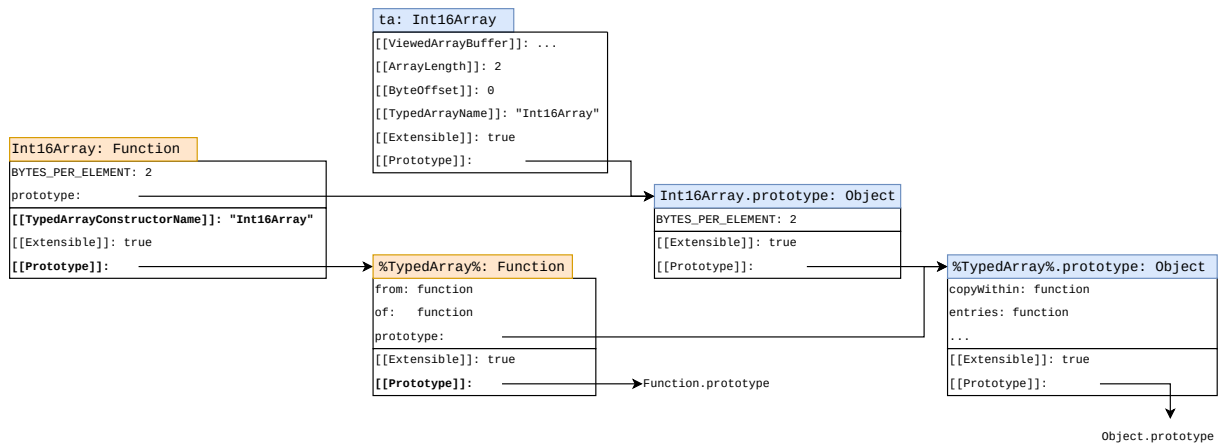 ta: Int16Array
[[ViewedArrayBuffer]]: ...
[[ArrayLength]]: 2
[[ByteOffset]]: 0
[[TypedArrayName]]: "Int16Array"
[[Extensible]]: true
[[Prototype]]:
Int16Array: Function
BYTES_PER_ELEMENT: 2
prototype:
[[TypedArrayConstructorName]]: "Int16Array"
[[Extensible]]: true
[[Prototype]]:
Int16Array.prototype: Object
BYTES_PER_ELEMENT: 2
[[Extensible]]: true
[[Prototype]]:
%TypedArray%: Function
from: function
of: function
prototype:
[[Extensible]]: true
[[Prototype]]:
Function.prototype
%TypedArray%.prototype: Object
copyWithin: function
entries: function
...
[[Extensible]]: true
[[Prototype]]:
Object.prototype